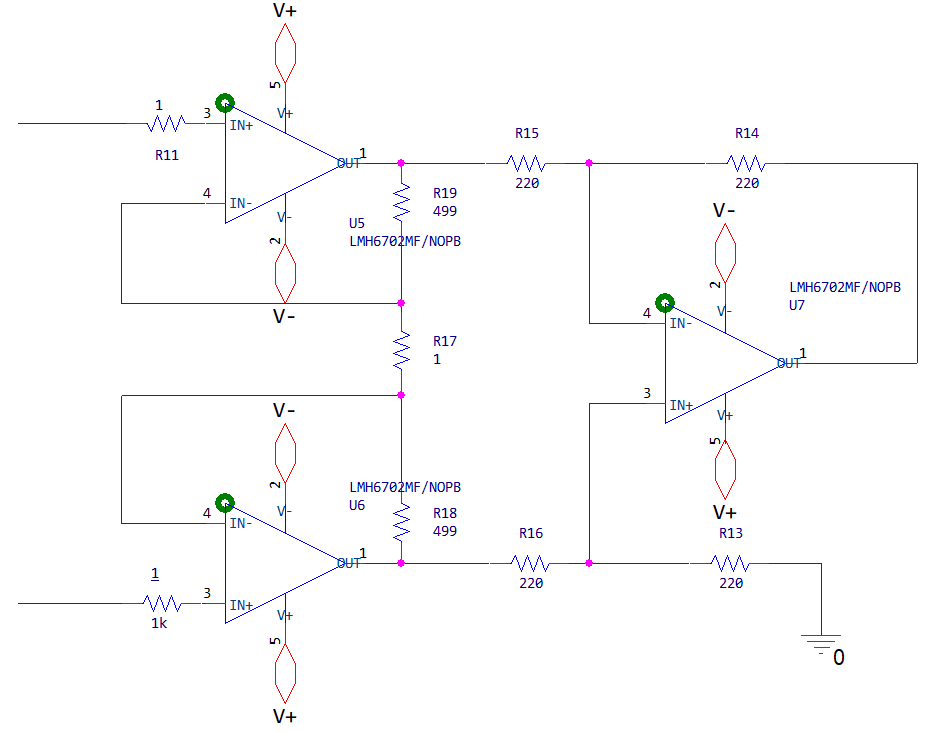 V+
5
V+
1
3
IN+
R11
OUT
1
4
IN-
V-
2
V-
R19
499
U5
LMH6702MF/NOPB
R15
220
R14
220
V-
2
V-
4
IN-
LMH6702MF/NOPB
U7
OUT
1
3
IN+
V+
5
V+
R17
1
V-
2
V-
4
IN-
LMH6702MF/NOPB
U6
R18
499
OUT
1
1
1k
3
IN+
V+
5
V+
R16
220
R13
220
0